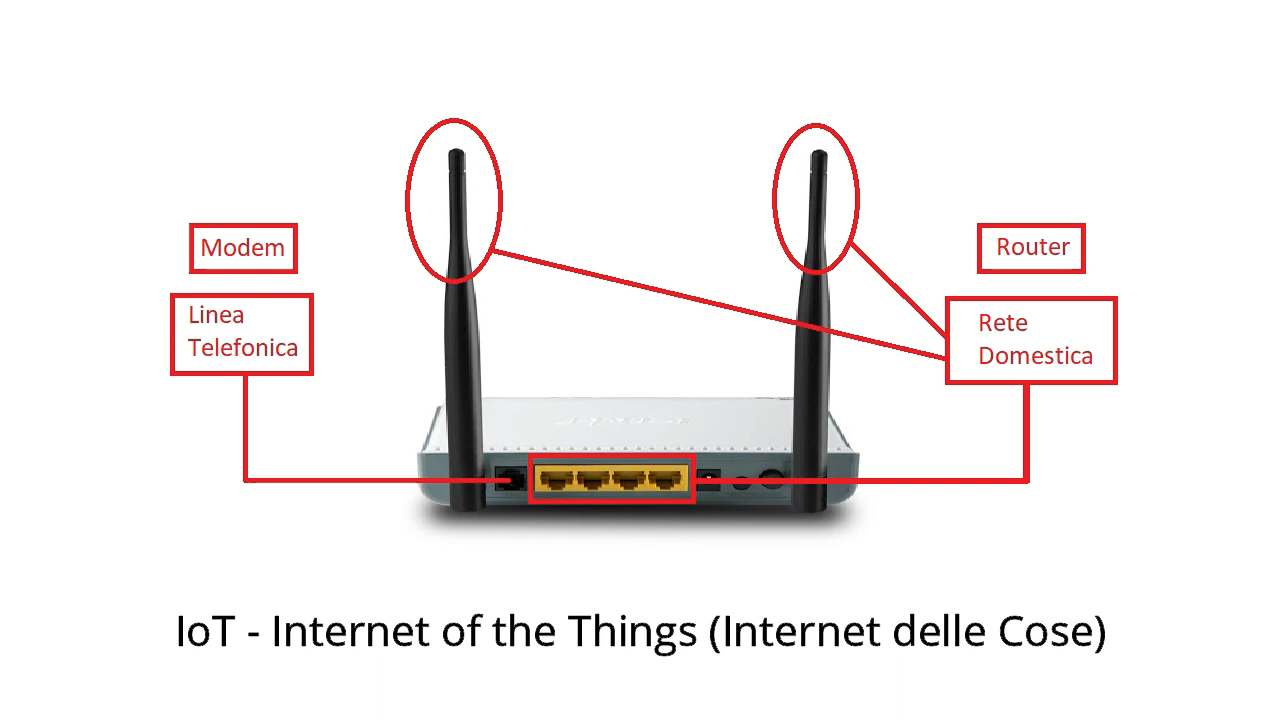 Modem
Router
Linea
Telefonica
Rete
Domestica
IoT - Internet of the Things (Internet delle Cose)